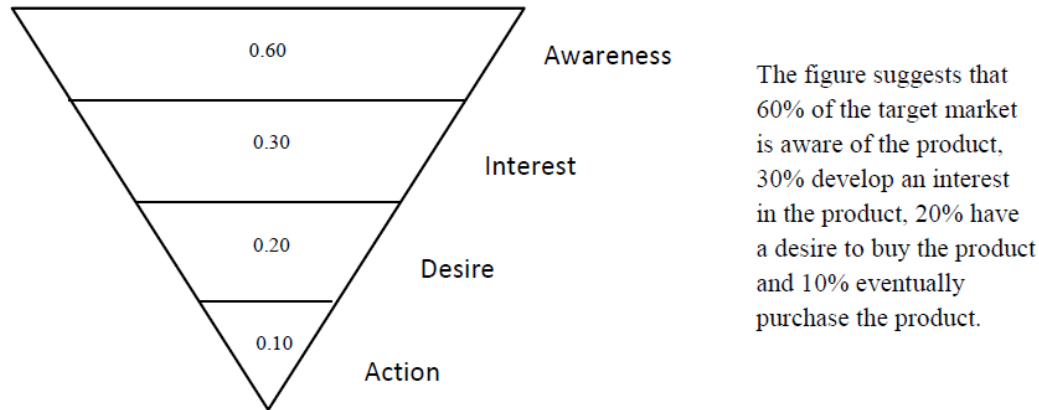 0.60
Awareness
0.30
Interest
0.20
Desire
0.10
Action
The figure suggests that
60% of the target market
is aware of the product,
30% develop an interest
in the product, 20% have
a desire to buy the product
and 10% eventually
purchase the product.